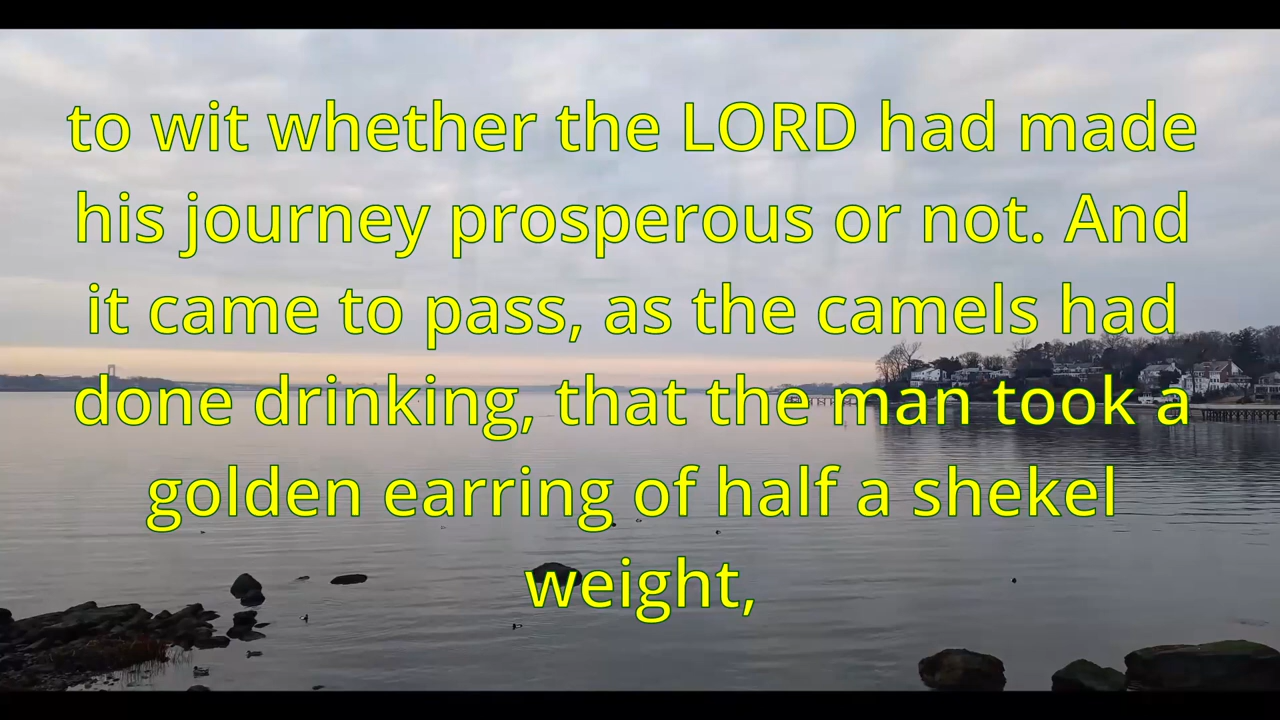 to wit whether the LORD had made
his journey prosperous or not. And
it came to pass, as the camels had
done drinking, that the man took a
golden earring of half a shekel
weight,